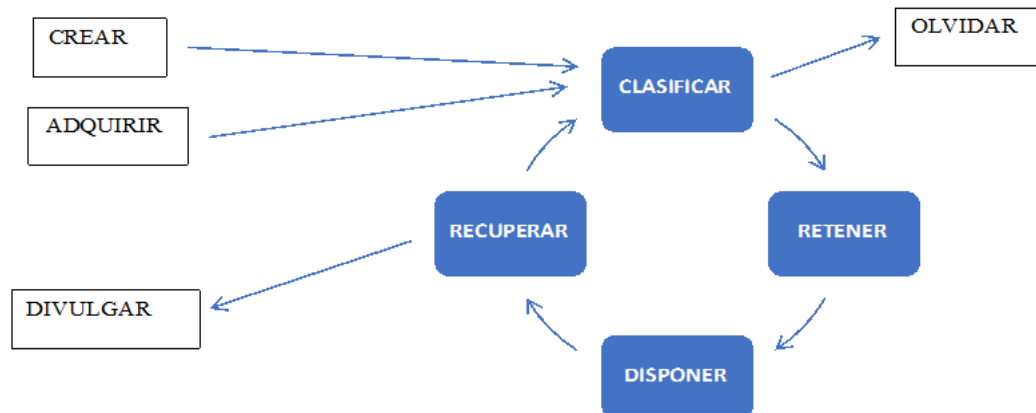 CREAR
OLVIDAR
CLASIFICAR
ADQUIRIR
RECUPERAR
RETENER
DIVULGAR
DISPONER